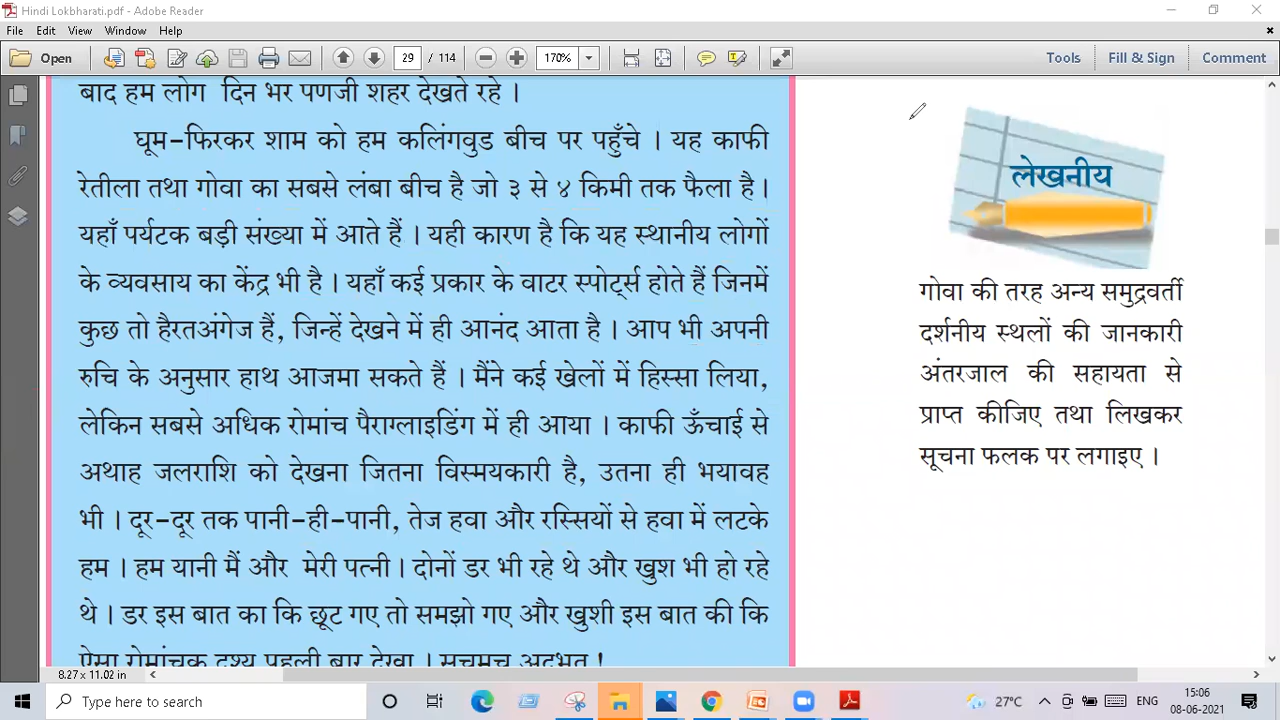 Hindi Lokbharati.pdf - Adobe Reader
File Edit View Window Help
Open 29 / 114 170% Tools Fill & Sign Comment
बाद हम लोग दिन भर पणजी शहर देखते रहे ।
घूम-फिरकर शाम को हम कलिंगवुड बीच पर पहुँचे । यह काफी
रेतीला तथा गोवा का सबसे लंबा बीच है जो ३ से ४ किमी तक फैला है।
यहाँ पर्यटक बड़ी संख्या में आते हैं । यही कारण है कि यह स्थानीय लोगों
के व्यवसाय का केंद्र भी है । यहाँ कई प्रकार के वाटर स्पोर्ट्स होते हैं जिनमें
कुछ तो हैरतअंगेज हैं, जिन्हें देखने में ही आनंद आता है । आप भी अपनी
रुचि के अनुसार हाथ आजमा सकते हैं । मैंने कई खेलों में हिस्सा लिया,
लेकिन सबसे अधिक रोमांच पैराग्लाइडिंग में ही आया । काफी ऊँचाई से
अथाह जलराशि को देखना जितना विस्मयकारी है, उतना ही भयावह
भी । दूर-दूर तक पानी-ही-पानी, तेज हवा और रस्सियों से हवा में लटके
हम । हम यानी मैं और मेरी पत्नी। दोनों डर भी रहे थे और खुश भी हो रहे
थे । डर इस बात का कि छूट गए तो समझो गए और खुशी इस बात की कि
ऐसा रोमांचक दृश्य पहली बार देखा । सचमुच अद्भुत !
लेखनीय
गोवा की तरह अन्य समुद्रवर्ती
दर्शनीय स्थलों की जानकारी
अंतरजाल की सहायता से
प्राप्त कीजिए तथा लिखकर
सूचना फलक पर लगाइए ।
8.27 x 11.02 in
Type here to search
27°C ENG
15:06
08-06-2021